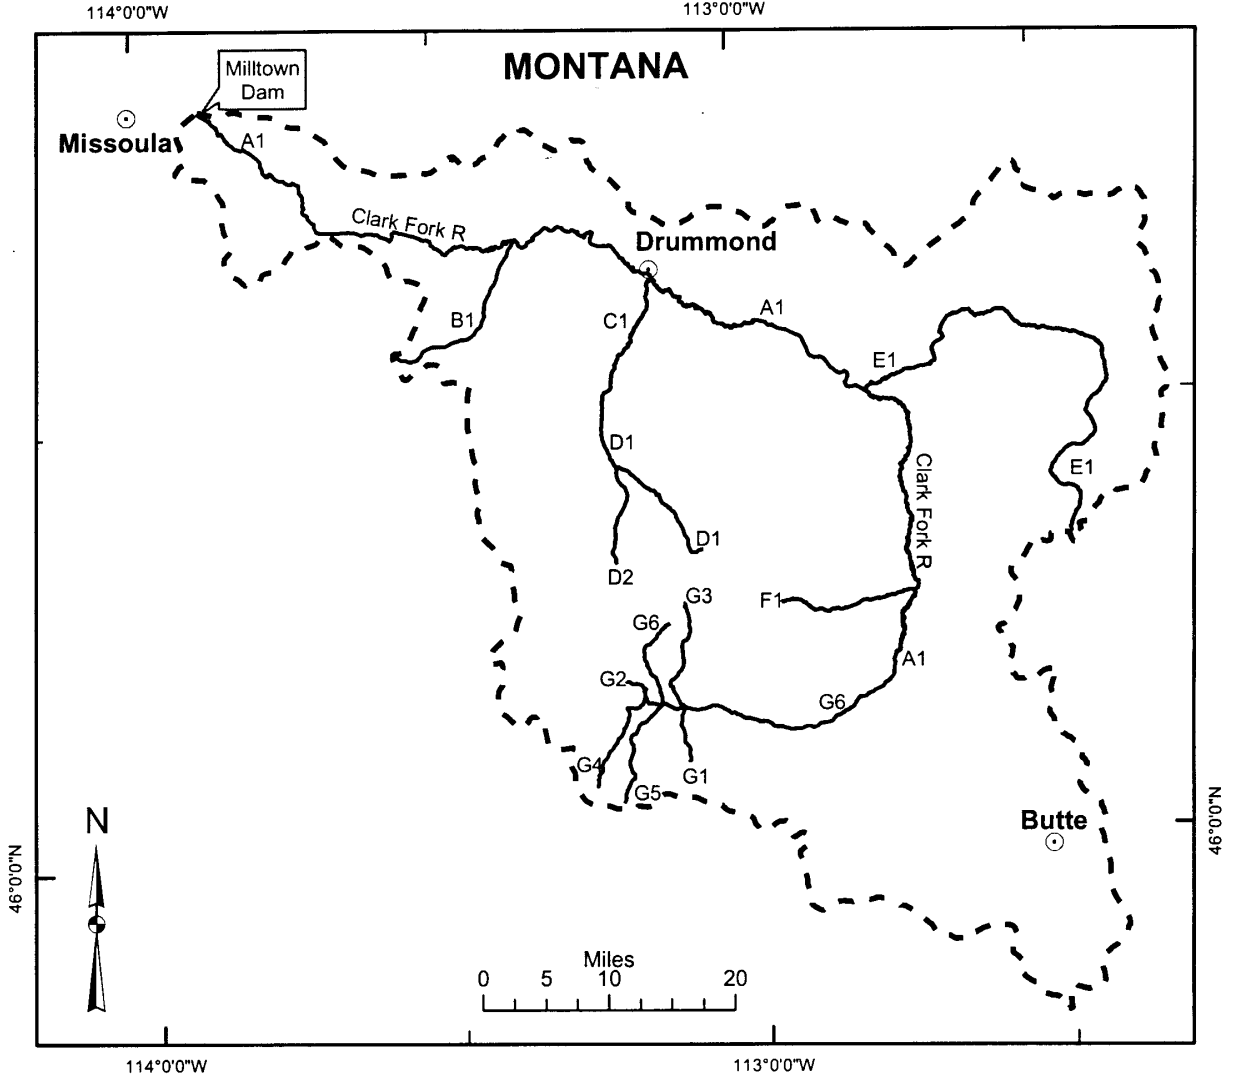 114°0'0"W
113°0'0"W
MONTANA
Milltown
Dam
Missoula
A1
Clark Fork R
Drummond
B1
C1
A1
E1
D1
Clark Fork R
E1
D1
D2
G3
F1
G6
A1
G2
G6
G4
G1
G5
N
Butte
46°0'0"N
46°0'0"N
Miles
0 5 10 20
114°0'0"W
113°0'0"W